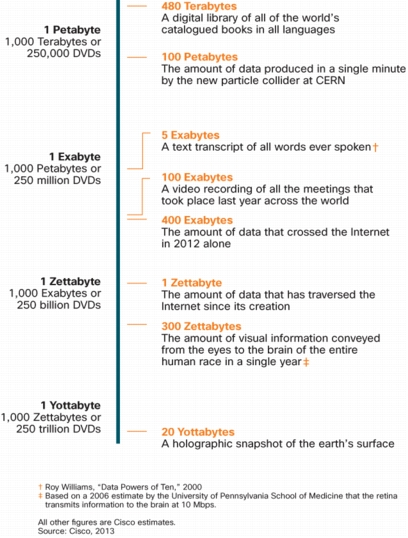 480 Terabytes
A digital library of all of the world's
catalogued books in all languages
1 Petabyte
1,000 Terabytes or
250,000 DVDs
100 Petabytes
The amount of data produced in a single minute
by the new particle collider at CERN
5 Exabytes
A text transcript of all words ever spoken†
1 Exabyte
1,000 Petabytes or
250 million DVDs
100 Exabytes
A video recording of all the meetings that
took place last year across the world
400 Exabytes
The amount of data that crossed the Internet
in 2012 alone
1 Zettabyte
1,000 Exabytes or
250 billion DVDs
1 Zettabyte
The amount of data that has traversed the
Internet since its creation
300 Zettabytes
The amount of visual information conveyed
from the eyes to the brain of the entire
human race in a single year‡
1 Yottabyte
1,000 Zettabytes or
250 trillion DVDs
20 Yottabytes
A holographic snapshot of the earth's surface
† Roy Williams, "Data Powers of Ten," 2000
‡ Based on a 2006 estimate by the University of Pennsylvania School of Medicine that the retina
transmits information to the brain at 10 Mbps.
All other figures are Cisco estimates.
Source: Cisco, 2013